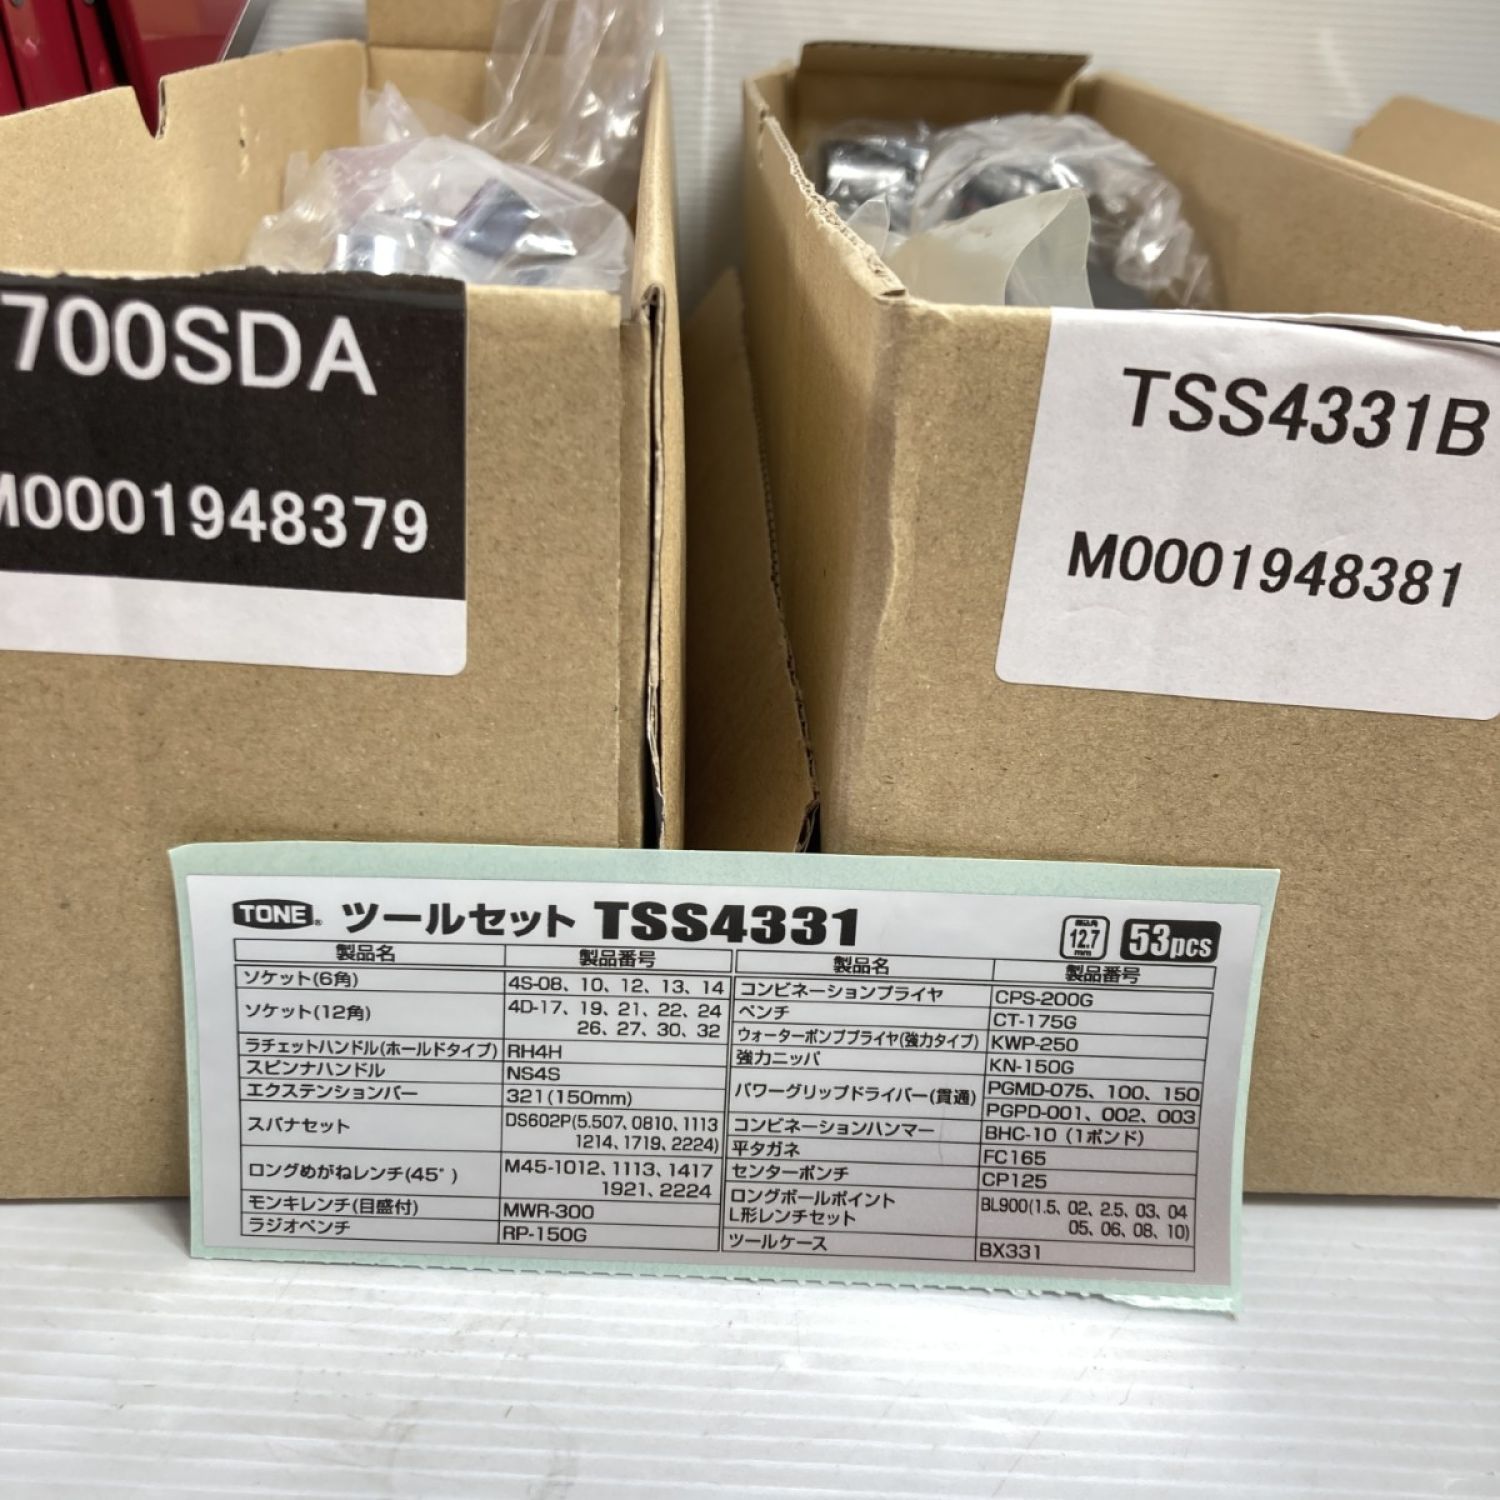 700SDA
M0001948379
TSS4331B
M0001948381
TONE® ツールセット TSS4331
差込角 12.7 mm
53pcs
製品名 製品番号
ソケット(6角) 4S-08、10、12、13、14
ソケット(12角) 4D-17、19、21、22、24
26、27、30、32
ラチェットハンドル(ホールドタイプ) RH4H
スピンナハンドル NS4S
エクステンションバー 321(150mm)
スパナセット DS602P(5.507、0810、1113
1214、1719、2224)
ロングめがねレンチ(45°) M45-1012、1113、1417
1921、2224
モンキレンチ(目盛付) MWR-300
ラジオペンチ RP-150G
製品名 製品番号
コンビネーションプライヤ CPS-200G
ペンチ CT-175G
ウォーターポンププライヤ(強力タイプ) KWP-250
強力ニッパ KN-150G
パワーグリップドライバー(貫通) PGMD-075、100、150
PGPD-001、002、003
コンビネーションハンマー BHC-10 (1ポンド)
平タガネ FC165
センターポンチ CP125
ロングボールポイント
L形レンチセット BL900(1.5、02、2.5、03、04
05、06、08、10)
ツールケース BX331